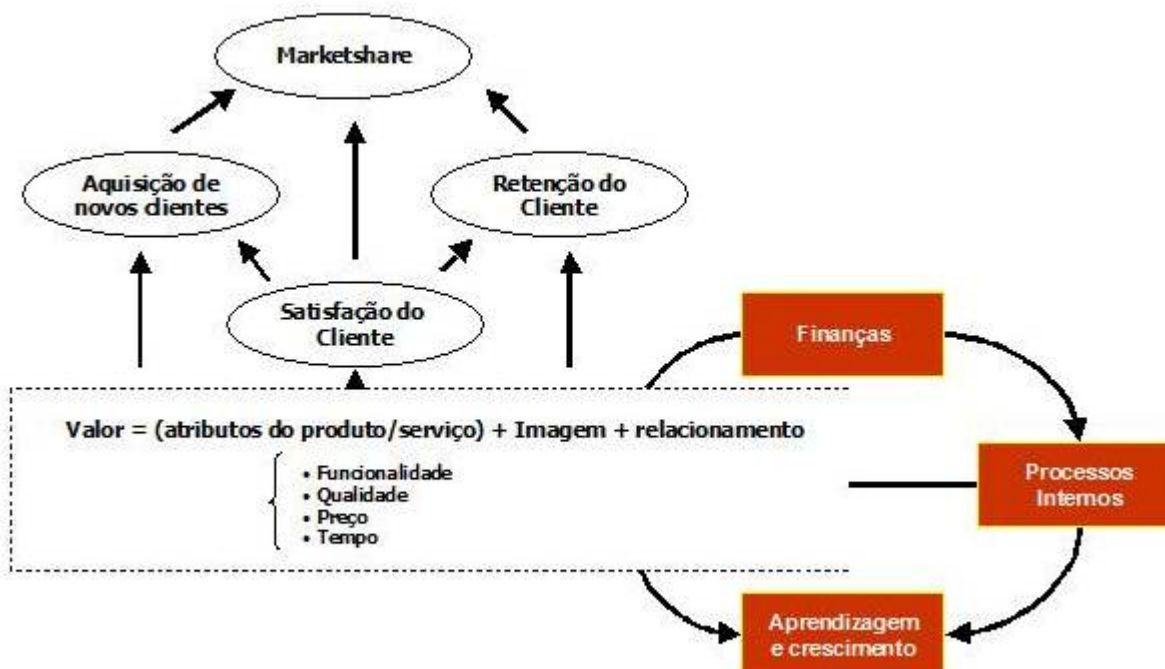 Marketshare
Aquisição de
novos clientes
Retenção do
Cliente
Satisfação do
Cliente
Finanças
Valor = (atributos do produto/serviço) + Imagem + relacionamento
• Funcionalidade
• Qualidade
• Preço
• Tempo
Processos
Internos
Aprendizagem
e crescimento